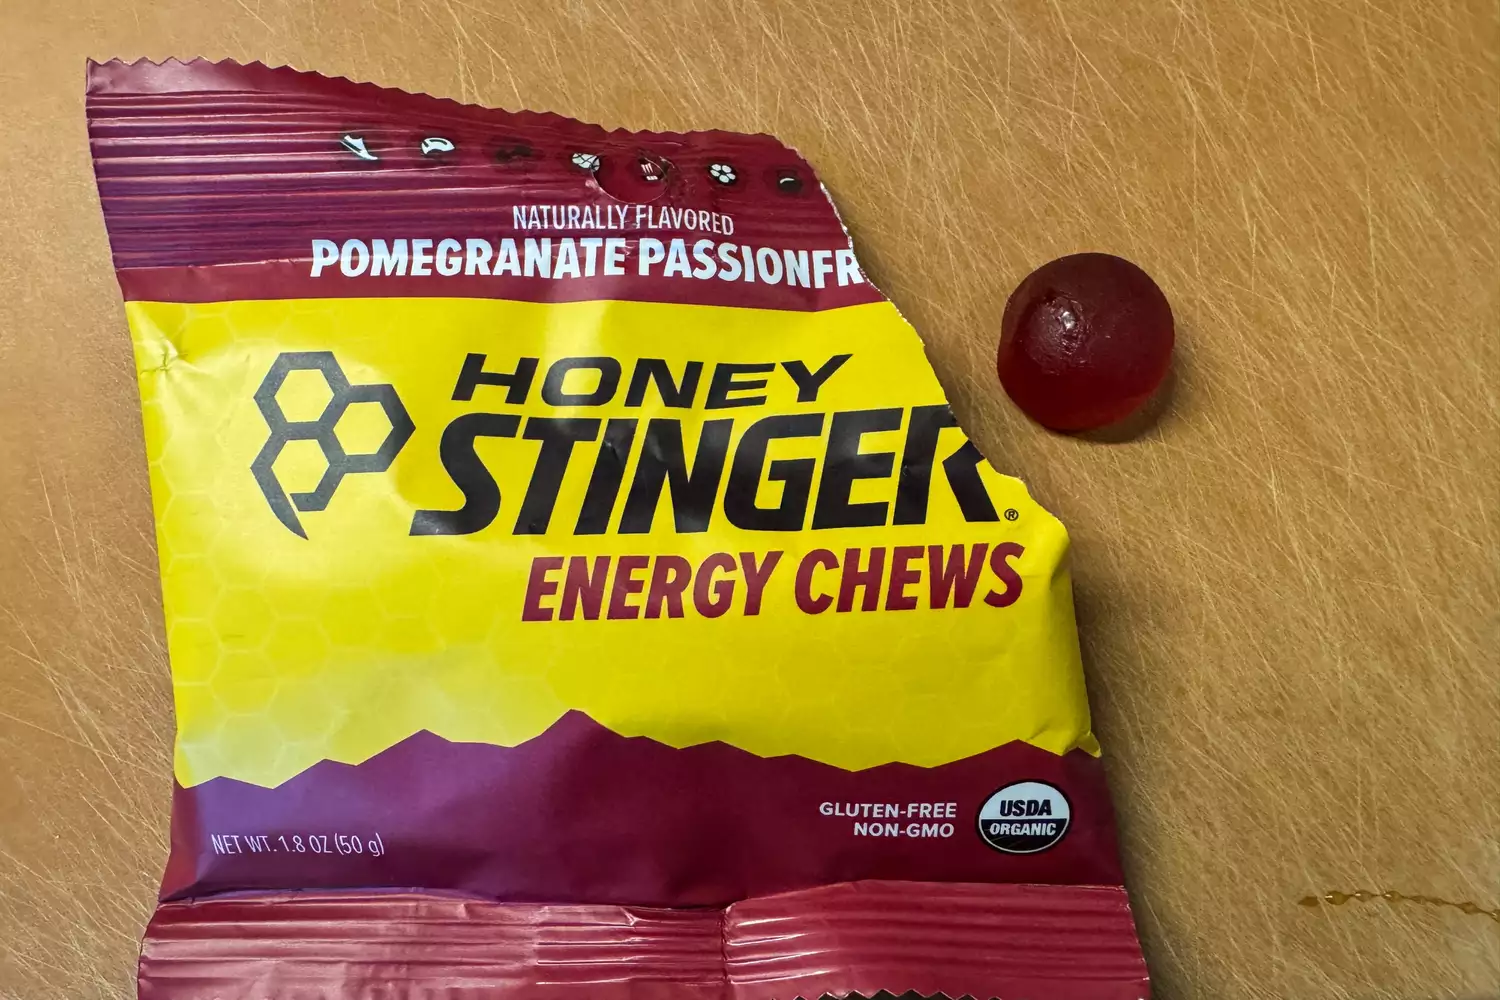 NATURALLY FLAVORED
POMEGRANATE PASSIONFR
HONEY
STINGER®
ENERGY CHEWS
GLUTEN-FREE
NON-GMO
USDA
ORGANIC
NET WT. 1.8 OZ (50 g)